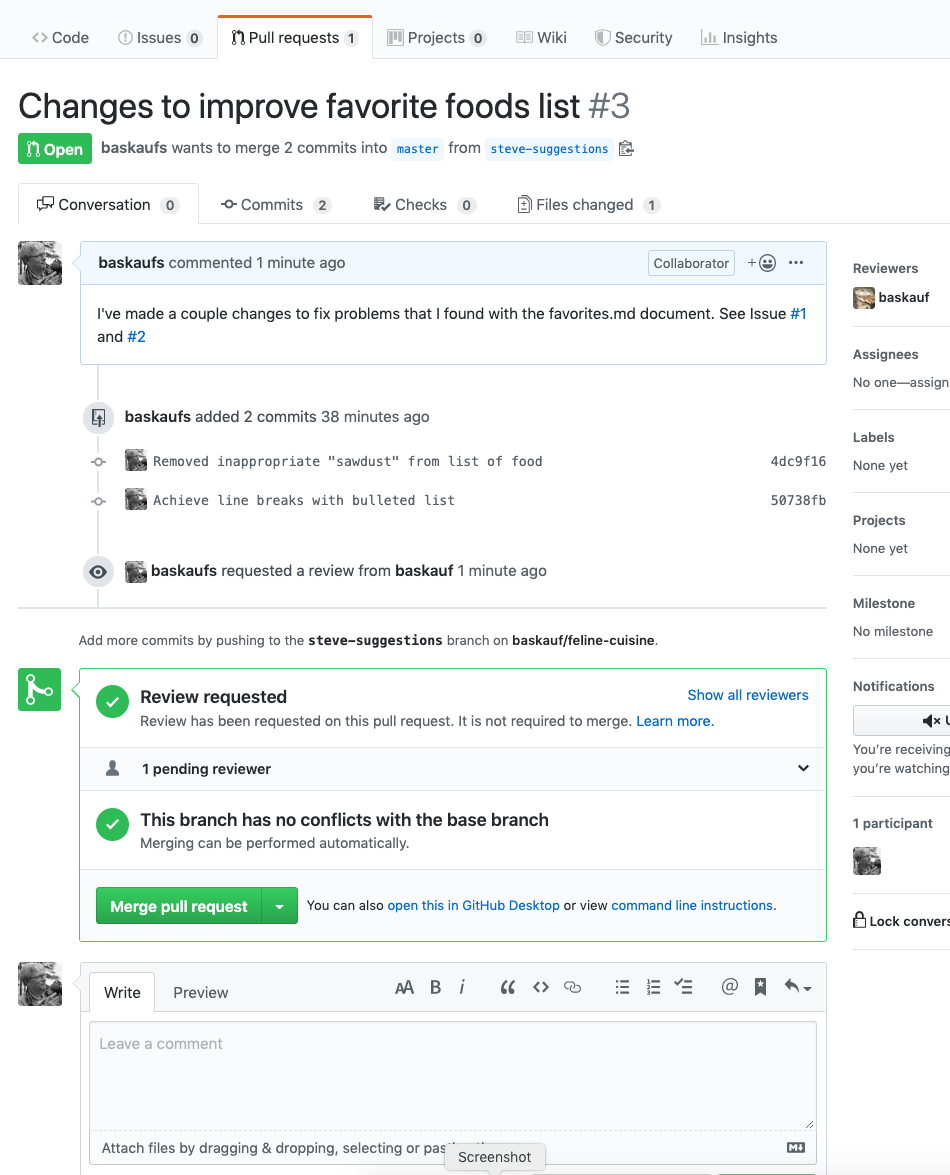 Code Issues 0 Pull requests 1 Projects 0 Wiki Security Insights
Changes to improve favorite foods list #3
Open baskaufs wants to merge 2 commits into master from steve-suggestions
Conversation 0 Commits 2 Checks 0 Files changed 1
baskaufs commented 1 minute ago Collaborator
I've made a couple changes to fix problems that I found with the favorites.md document. See Issue #1
and #2
baskaufs added 2 commits 38 minutes ago
Removed inappropriate "sawdust" from list of food 4dc9f16
Achieve line breaks with bulleted list 50738fb
baskaufs requested a review from baskauf 1 minute ago
Add more commits by pushing to the steve-suggestions branch on baskauf/feline-cuisine.
Review requested Show all reviewers
Review has been requested on this pull request. It is not required to merge. Learn more.
1 pending reviewer
This branch has no conflicts with the base branch
Merging can be performed automatically.
Merge pull request You can also open this in GitHub Desktop or view command line instructions.
Write Preview AA B i @
Leave a comment
Attach files by dragging & dropping, selecting or
Screenshot
Reviewers
baskauf
Assignees
No one—assign
Labels
None yet
Projects
None yet
Milestone
No milestone
Notifications
You're receiving
you're watching
1 participant
Lock